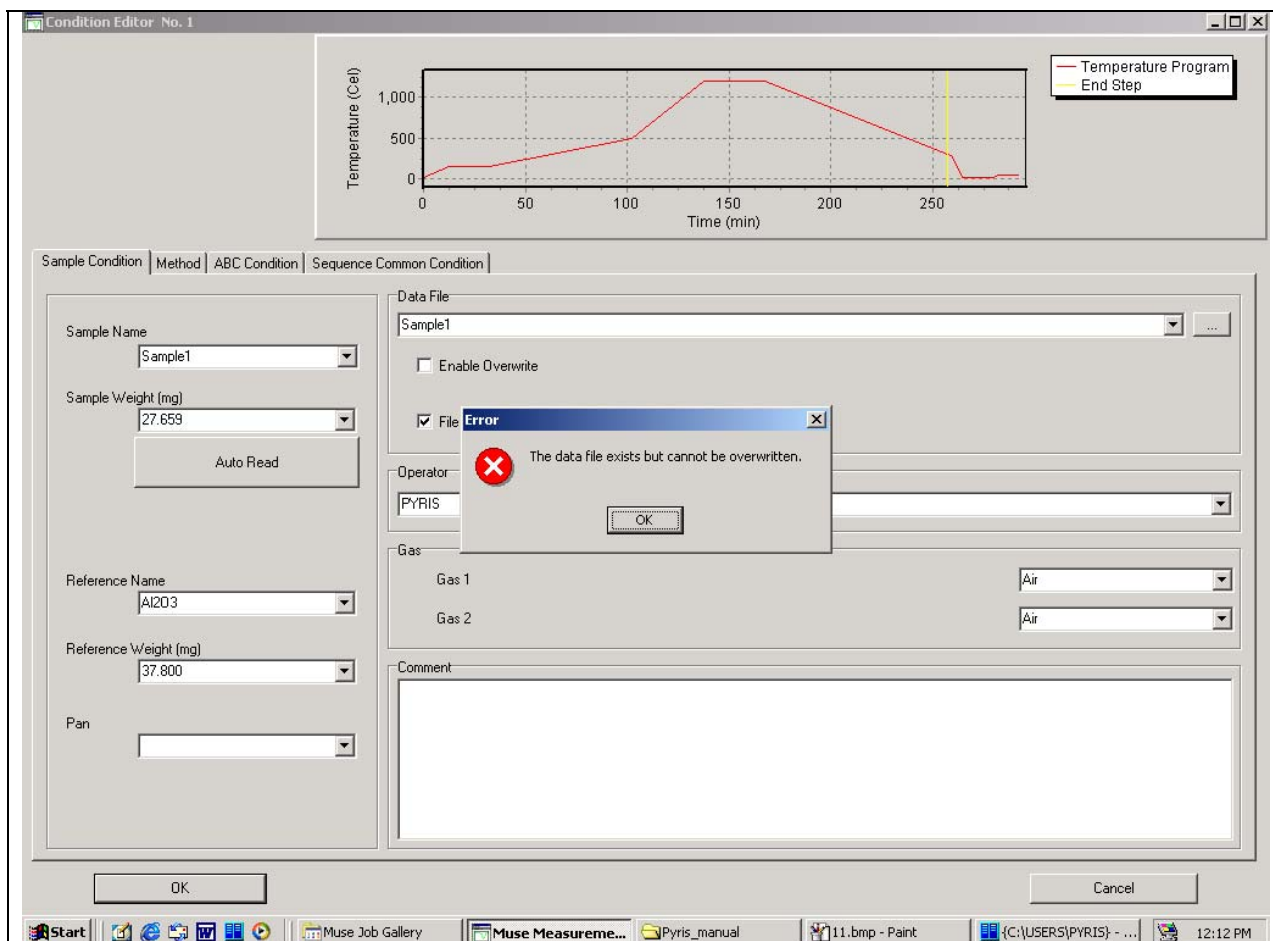 Condition Editor No. 1
Temperature (Cel)
1,000
500
0
0 50 100 150 200 250
Time (min)
Temperature Program
End Step
Sample Condition Method ABC Condition Sequence Common Condition
Sample Name
Sample1
Sample Weight (mg)
27.659
Auto Read
Reference Name
Al2O3
Reference Weight (mg)
37.800
Pan
Data File
Sample1
...
Enable Overwrite
File
Error
The data file exists but cannot be overwritten.
OK
Operator
PYRIS
Gas
Gas 1 Air
Gas 2 Air
Comment
OK Cancel
Start Muse Job Gallery Muse Measureme... Pyris_manual 11.bmp - Paint {C:\USERS\PYRIS} - ... 12:12 PM